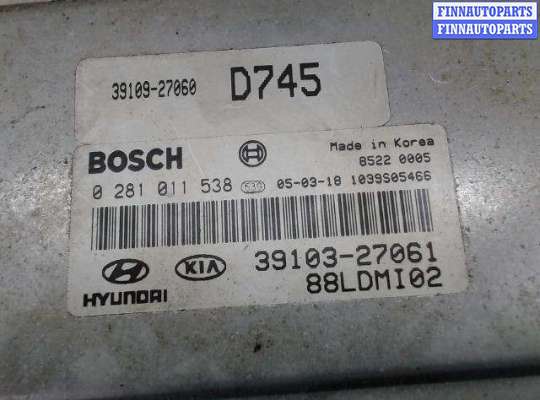 FINNAUTOPARTS
FINNAUTOPARTS
39109-27060 D745
BOSCH
Made in Korea
8522 0005
0 281 011 538 05-03-18 1039S05466
39103-27061
HYUNDAI KIA
88LDMI02